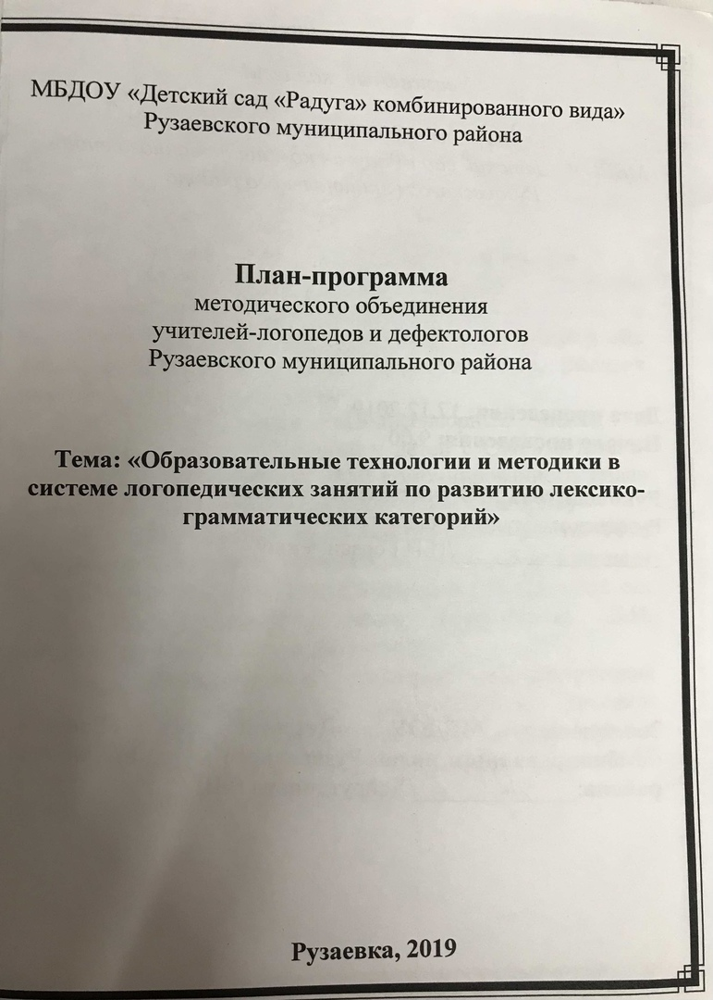 МБДОУ «Детский сад «Радуга» комбинированного вида»
Рузаевского муниципального района
План-программа
методического объединения
учителей-логопедов и дефектологов
Рузаевского муниципального района
Тема: «Образовательные технологии и методики в
системе логопедических занятий по развитию лексико-
грамматических категорий»
Рузаевка, 2019